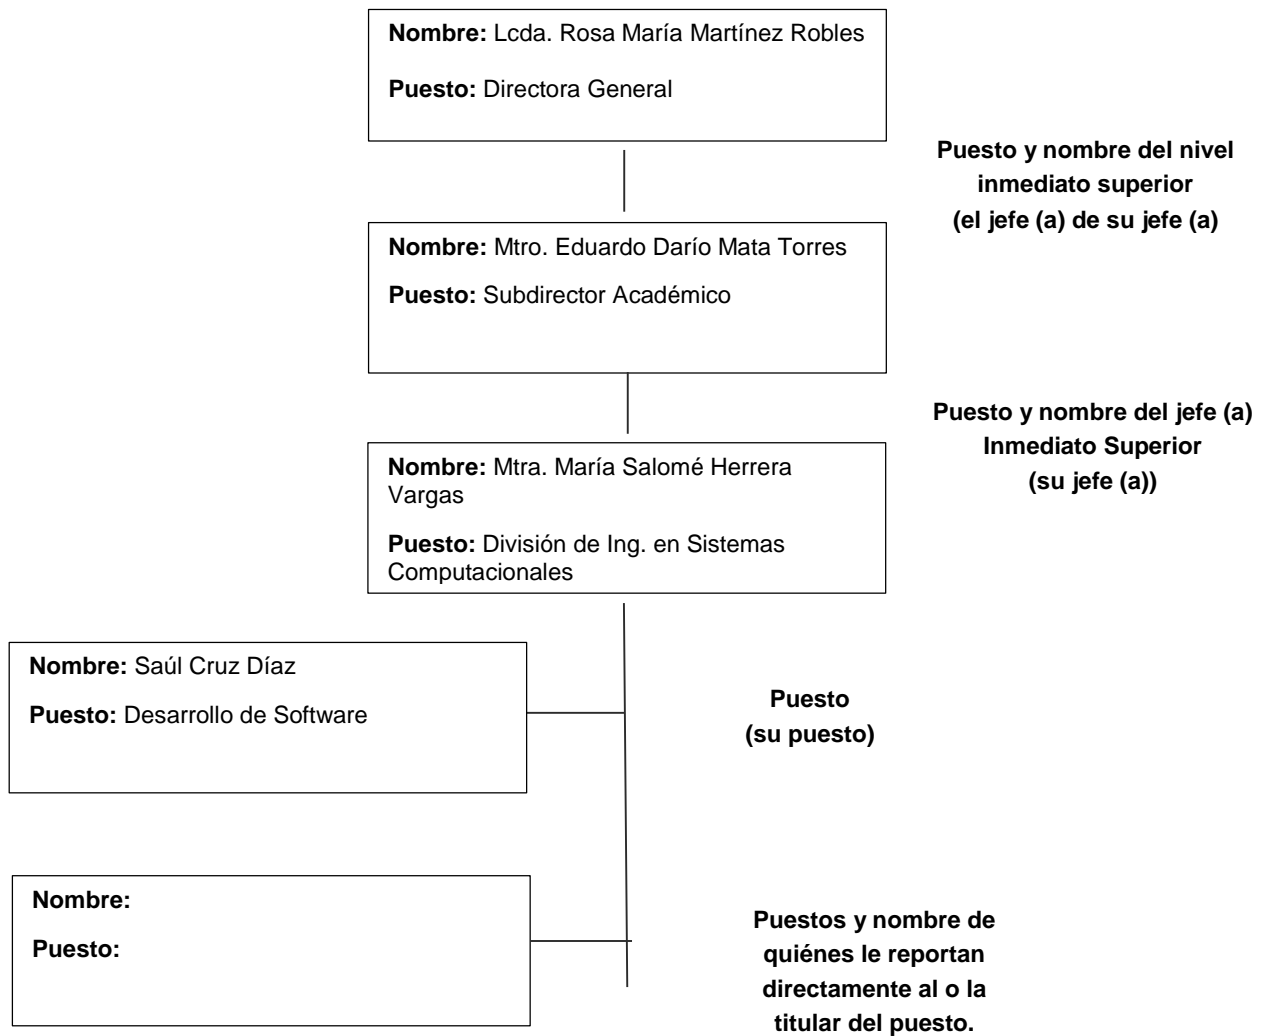 Nombre: Lcda. Rosa María Martínez Robles
Puesto: Directora General
Puesto y nombre del nivel
inmediato superior
(el jefe (a) de su jefe (a)
Nombre: Mtro. Eduardo Darío Mata Torres
Puesto: Subdirector Académico
Puesto y nombre del jefe (a)
Inmediato Superior
(su jefe (a))
Nombre: Mtra. María Salomé Herrera
Vargas
Puesto: División de Ing. en Sistemas
Computacionales
Nombre: Saúl Cruz Díaz
Puesto: Desarrollo de Software
Puesto
(su puesto)
Nombre:
Puesto:
Puestos y nombre de
quiénes le reportan
directamente al o la
titular del puesto.